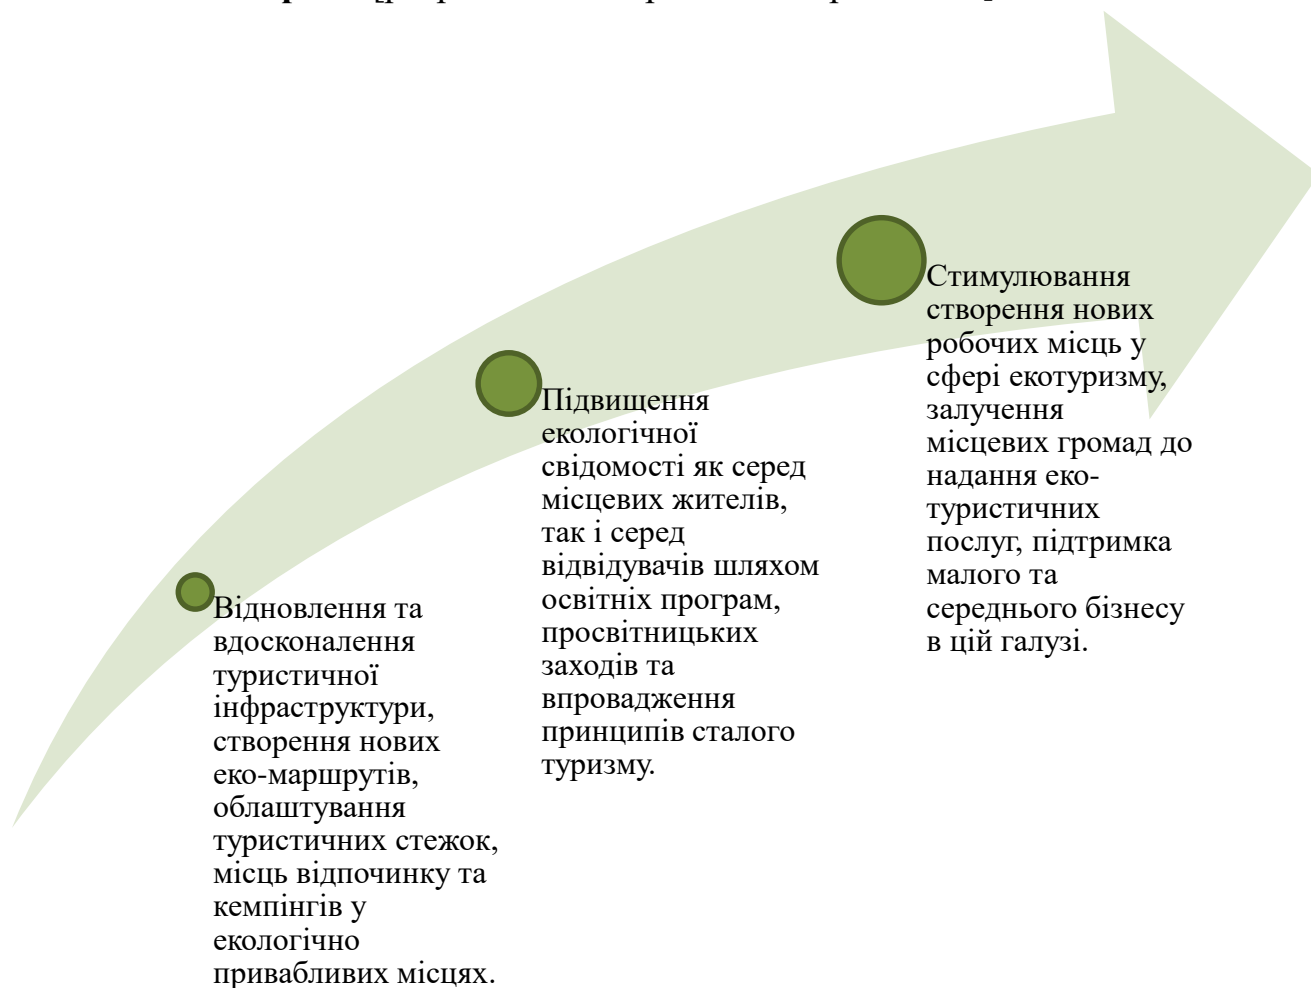 Відновлення та
вдосконалення
туристичної
інфраструктури,
створення нових
еко-маршрутів,
облаштування
туристичних стежок,
місць відпочинку та
кемпінгів у
екологічно
привабливих місцях.
Підвищення
екологічної
свідомості як серед
місцевих жителів,
так і серед
відвідувачів шляхом
освітніх програм,
просвітницьких
заходів та
впровадження
принципів сталого
туризму.
Стимулювання
створення нових
робочих місць у
сфері екотуризму,
залучення
місцевих громад до
надання еко-
туристичних
послуг, підтримка
малого та
середнього бізнесу
в цій галузі.